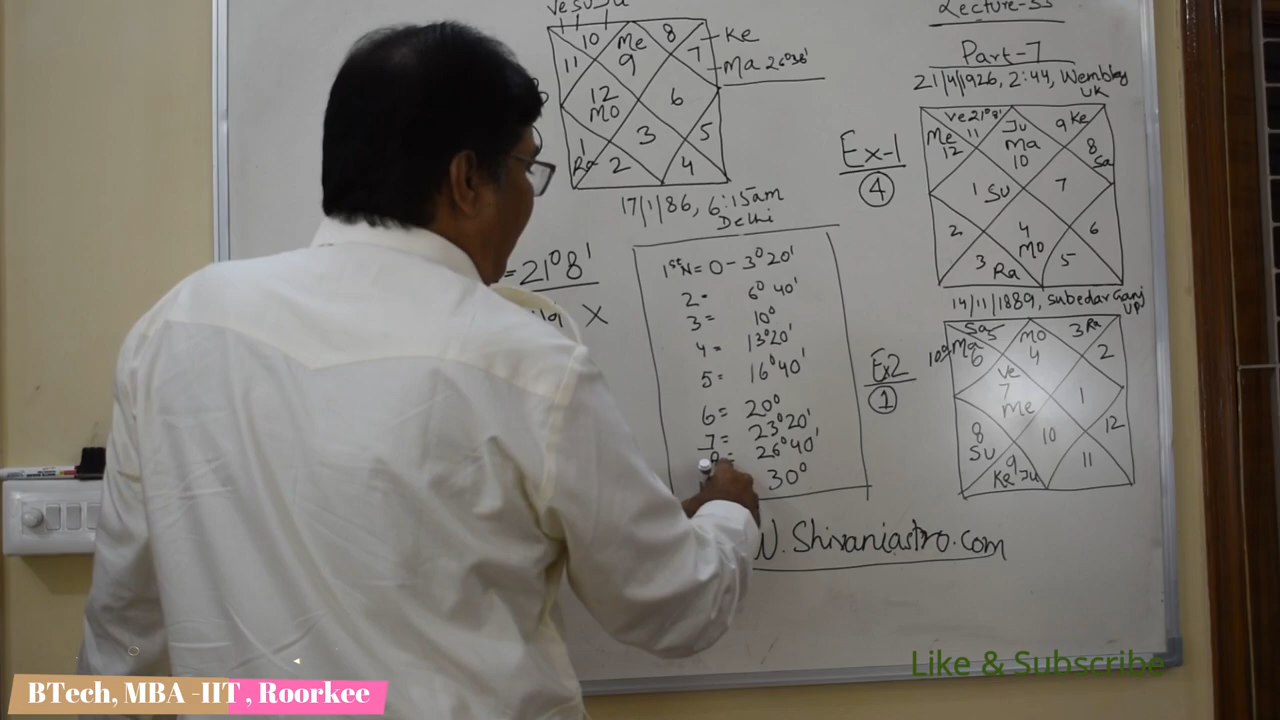 Ve Su Ju
10 Me 8 Ke
11 9 7 Ma 26°38'
12 Mo 6
1 Ra 3 5
2 4
17/1/86, 6:15am
Delhi
=21°8'
X
1st N = 0 - 3°20'
2= 6°40'
3= 10°
4= 13°20'
5= 16°40'
6= 20°
7= 23°20'
8= 26°40'
30°
Lecture-53
Part-7
21/4/1926, 2:44, Wembley
UK
Ex-1
4
Ve 21°8' Ju 9 Ke
Me 11 Ma 8
12 10 Sa
1 Su 7
2 4 6
Mo
3 Ra 5
14/11/1889, Subedar Ganj
UP
Ex2
1
Sa 5 Mo 3 Ra
Ma 6 4 2
Ve
7 1
Me
8 10 12
Su
9 11
Ke Ju
W.Shivaniastro.com
Like & Subscribe
BTech, MBA -IIT , Roorkee